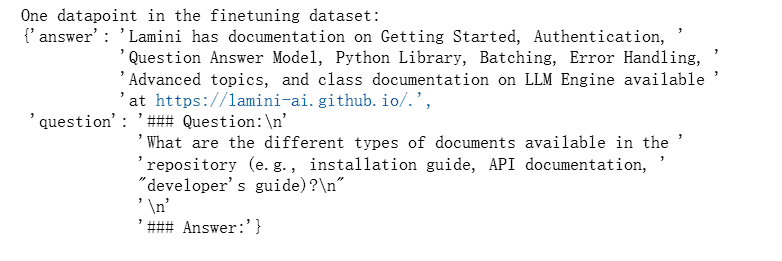 One datapoint in the finetuning dataset:
{'answer': 'Lamini has documentation on Getting Started, Authentication, '
'Question Answer Model, Python Library, Batching, Error Handling, '
'Advanced topics, and class documentation on LLM Engine available '
'at https://lamini-ai.github.io/.',
'question': '### Question:\n'
'What are the different types of documents available in the '
'repository (e.g., installation guide, API documentation, '
"developer's guide)?\n"
'\n'
'### Answer:'}